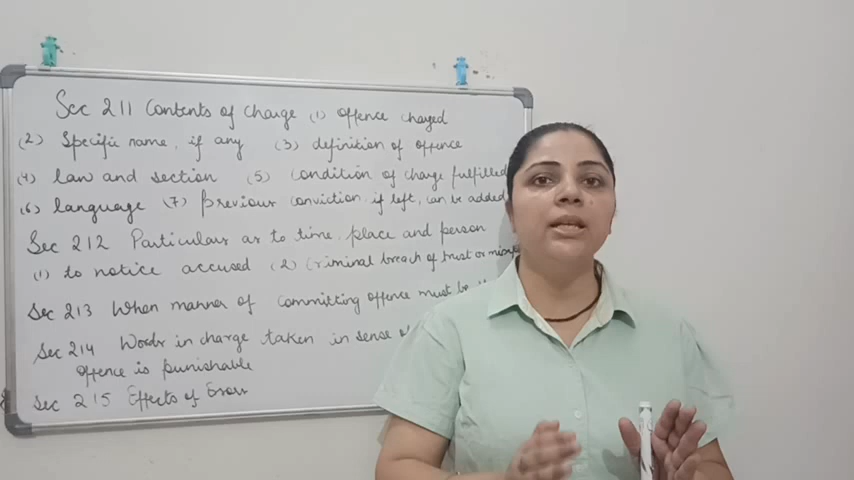 Sec 211 Contents of charge (1) offence charged
(2) Specific name, if any (3) definition of offence
(4) law and section (5) condition of charge fulfilled
(6) language (7) Previous conviction, if left, can be added
Sec 212 Particulars as to time, place and person
(1) to notice accused (2) Criminal breach of trust or
Sec 213 When manner of committing offence must be
Sec 214 Words in charge taken in sense
offence is punishable
Sec 215 Effects of Error